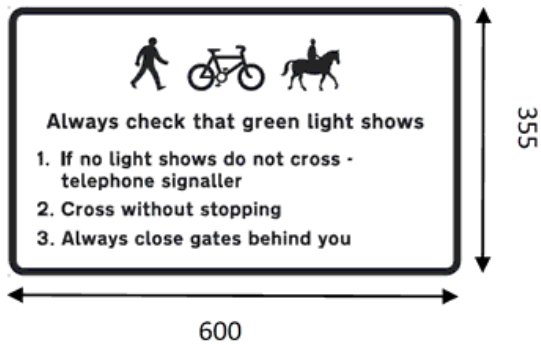 Always check that green light shows
1. If no light shows do not cross -
telephone signaller
2. Cross without stopping
3. Always close gates behind you
355
600